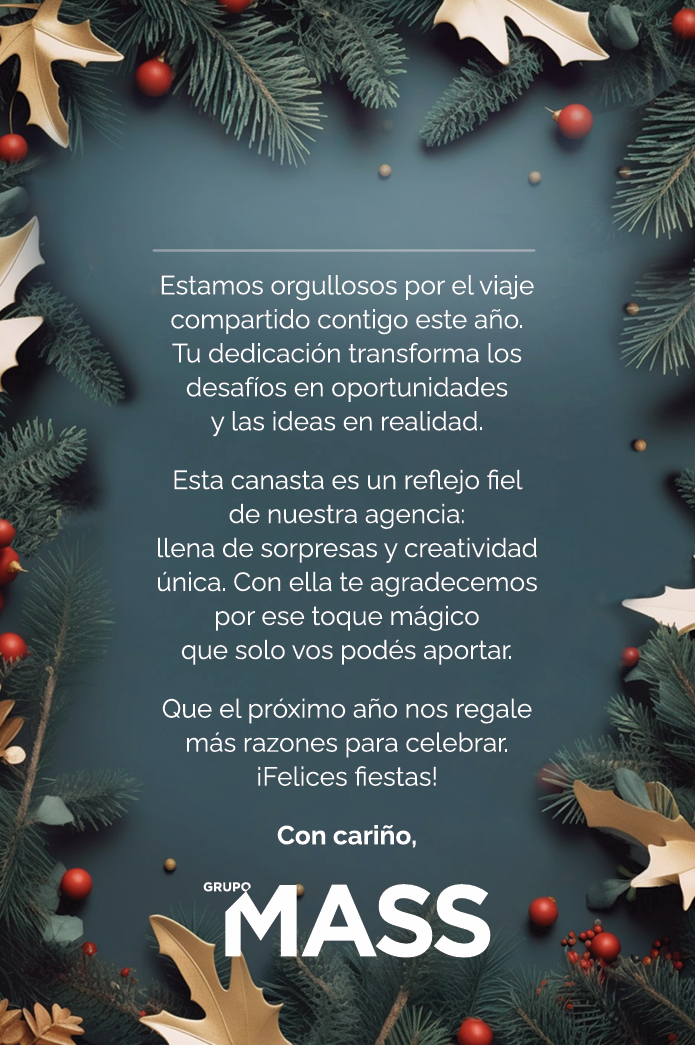 Estamos orgullosos por el viaje
compartido contigo este año.
Tu dedicación transforma los
desafíos en oportunidades
y las ideas en realidad.
Esta canasta es un reflejo fiel
de nuestra agencia:
llena de sorpresas y creatividad
única. Con ella te agradecemos
por ese toque mágico
que solo vos podés aportar.
Que el próximo año nos regale
más razones para celebrar.
¡Felices fiestas!
Con cariño,
GRUPO
MASS